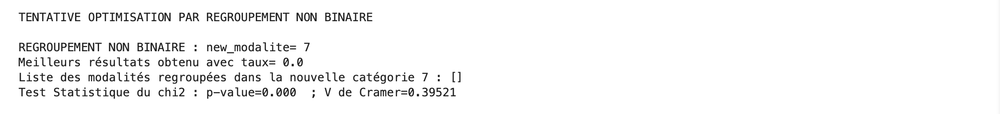 TENTATIVE OPTIMISATION PAR REGROUPEMENT NON BINAIRE
REGROUPEMENT NON BINAIRE : new_modalite= 7
Meilleurs résultats obtenu avec taux= 0.0
Liste des modalités regroupées dans la nouvelle catégorie 7 : []
Test Statistique du chi2 : p-value=0.000  ; V de Cramer=0.39521